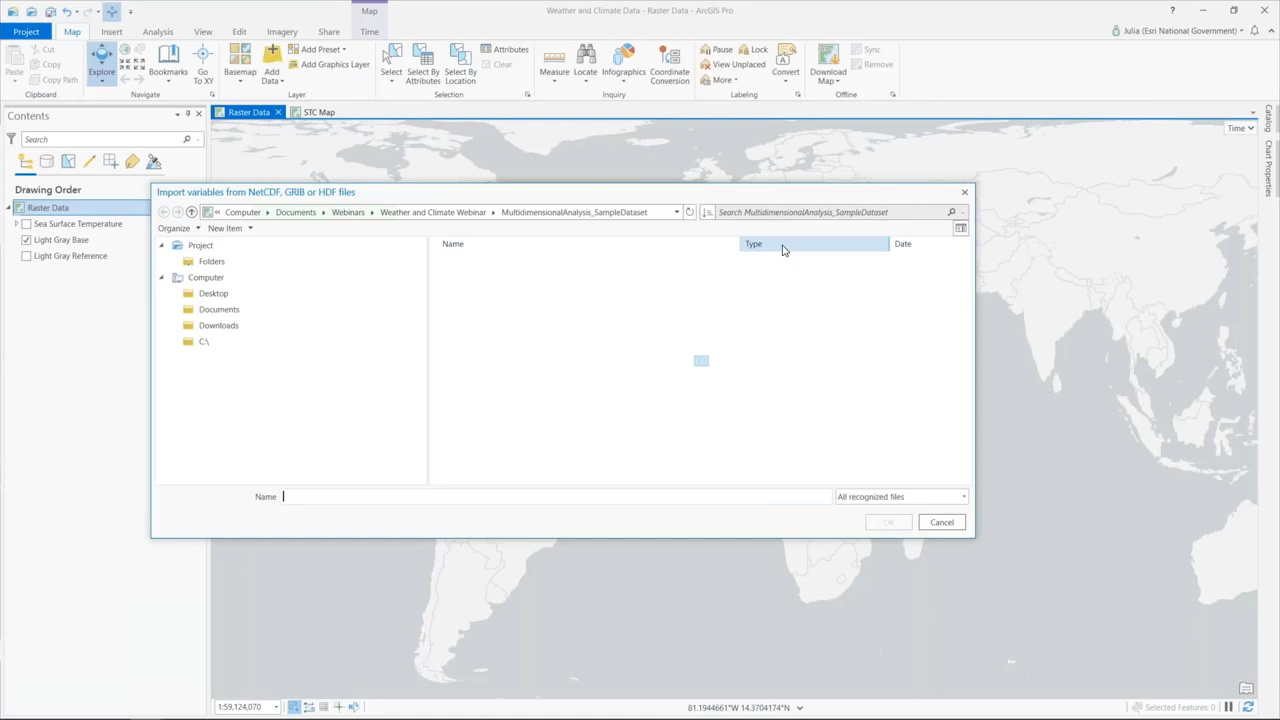 Map
Weather and Climate Data - Raster Data - ArcGIS Pro
?
Project Map Insert Analysis View Edit Imagery Share Time
Julia (Esri National Government)
Paste
Cut
Copy
Copy Path
Clipboard
Explore
Bookmarks
Go To XY
Navigate
Basemap
Add Data
Add Preset
Add Graphics Layer
Layer
Select
Select By Attributes
Select By Location
Attributes
Clear
Selection
Measure
Locate
Infographics
Coordinate Conversion
Inquiry
Pause
Lock
View Unplaced
More
Convert
Labeling
Download Map
Sync
Remove
Offline
Contents
Search
Drawing Order
Raster Data
Sea Surface Temperature
Light Gray Base
Light Gray Reference
Raster Data
STC Map
Time
Catalog
Chart Properties
Import variables from NetCDF, GRIB or HDF files
Computer Documents Webinars Weather and Climate Webinar MultidimensionalAnalysis_SampleDataset
Search MultidimensionalAnalysis_SampleDataset
Organize New Item
Project
Folders
Computer
Desktop
Documents
Downloads
C:\
Name Type Date
Name
All recognized files
OK
Cancel
1:59,124,070
81.1944661°W 14.3704174°N
Selected Features: 0